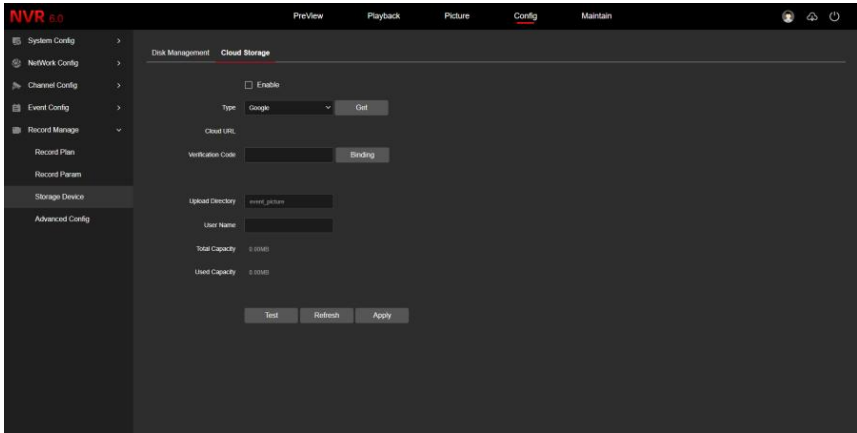 NVR 6.0
PreView Playback Picture Config Maintain
System Config
NetWork Config
Channel Config
Event Config
Record Manage
Record Plan
Record Param
Storage Device
Advanced Config
Disk Management Cloud Storage
Enable
Type Google Get
Cloud URL
Verification Code Binding
Upload Directory event_picture
User Name
Total Capacity 0.00MB
Used Capacity 0.00MB
Test Refresh Apply